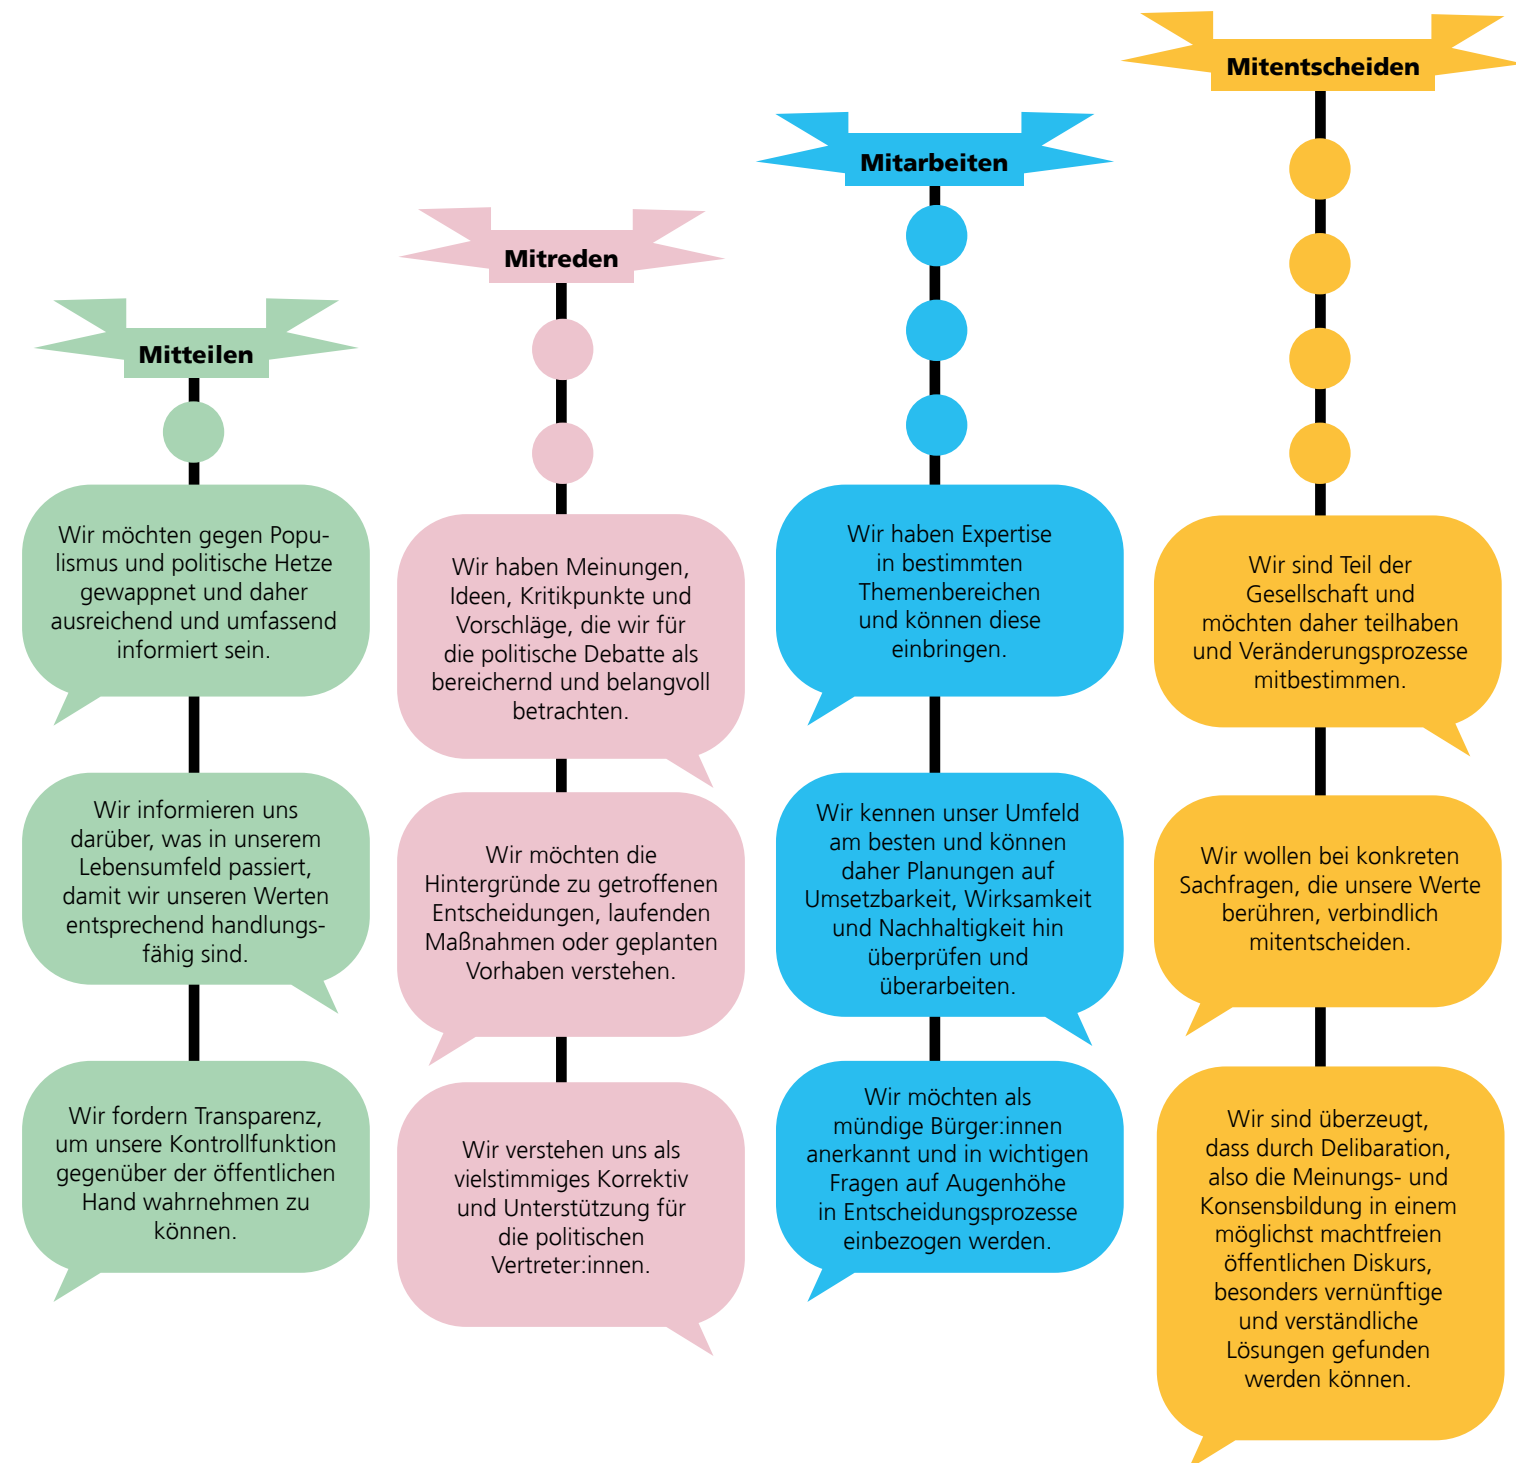 Mitteilen
Wir möchten gegen Popu-
lismus und politische Hetze
gewappnet und daher
ausreichend und umfassend
informiert sein.
Wir informieren uns
darüber, was in unserem
Lebensumfeld passiert,
damit wir unseren Werten
entsprechend handlungs-
fähig sind.
Wir fordern Transparenz,
um unsere Kontrollfunktion
gegenüber der öffentlichen
Hand wahrnehmen zu
können.
Mitreden
Wir haben Meinungen,
Ideen, Kritikpunkte und
Vorschläge, die wir für
die politische Debatte als
bereichernd und belangvoll
betrachten.
Wir möchten die
Hintergründe zu getroffenen
Entscheidungen, laufenden
Maßnahmen oder geplanten
Vorhaben verstehen.
Wir verstehen uns als
vielstimmiges Korrektiv
und Unterstützung für
die politischen
Vertreter:innen.
Mitarbeiten
Wir haben Expertise
in bestimmten
Themenbereichen
und können diese
einbringen.
Wir kennen unser Umfeld
am besten und können
daher Planungen auf
Umsetzbarkeit, Wirksamkeit
und Nachhaltigkeit hin
überprüfen und
überarbeiten.
Wir möchten als
mündige Bürger:innen
anerkannt und in wichtigen
Fragen auf Augenhöhe
in Entscheidungsprozesse
einbezogen werden.
Mitentscheiden
Wir sind Teil der
Gesellschaft und
möchten daher teilhaben
und Veränderungsprozesse
mitbestimmen.
Wir wollen bei konkreten
Sachfragen, die unsere Werte
berühren, verbindlich
mitentscheiden.
Wir sind überzeugt,
dass durch Delibaration,
also die Meinungs- und
Konsensbildung in einem
möglichst machtfreien
öffentlichen Diskurs,
besonders vernünftige
und verständliche
Lösungen gefunden
werden können.